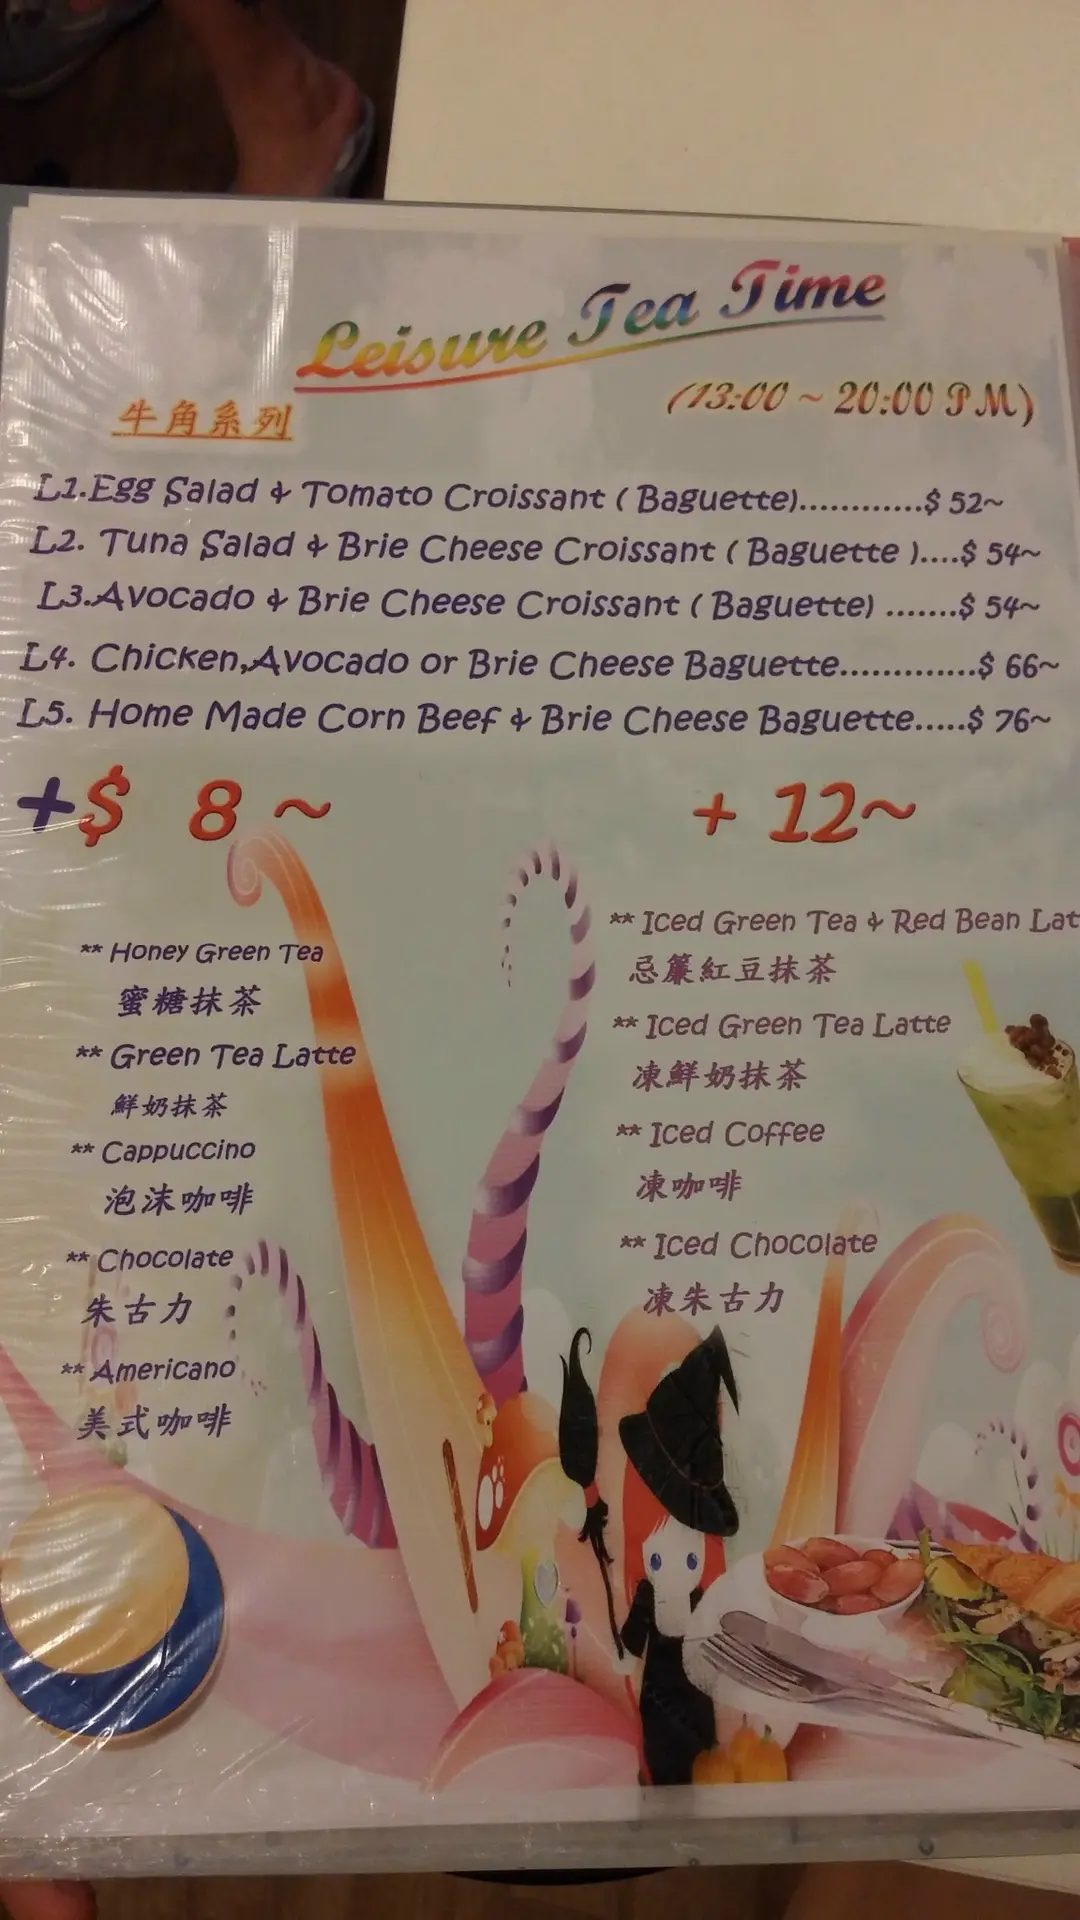 Leisure Tea Time
(13:00 ~ 20:00 PM)
牛角系列
L1.Egg Salad & Tomato Croissant ( Baguette)............$ 52~
L2. Tuna Salad & Brie Cheese Croissant ( Baguette )....$ 54~
L3.Avocado & Brie Cheese Croissant ( Baguette) .......$ 54~
L4. Chicken,Avocado or Brie Cheese Baguette.............$ 66~
L5. Home Made Corn Beef & Brie Cheese Baguette.....$ 76~
+$ 8 ~
** Honey Green Tea
蜜糖抹茶
** Green Tea Latte
鮮奶抹茶
** Cappuccino
泡沫咖啡
** Chocolate
朱古力
** Americano
美式咖啡
+ 12~
** Iced Green Tea & Red Bean Lat
忌簾紅豆抹茶
** Iced Green Tea Latte
凍鮮奶抹茶
** Iced Coffee
凍咖啡
** Iced Chocolate
凍朱古力